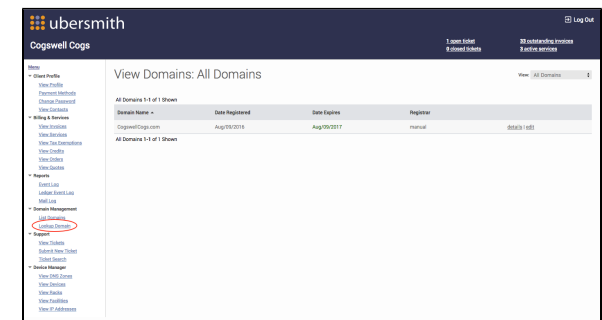 ubersmith
Log Out
Cogswell Cogs
1 open ticket
0 closed tickets
33 outstanding invoices
3 active services
Menu
Client Profile
View Profile
Payment Methods
Change Password
View Contacts
Billing & Services
View Invoices
View Services
View Tax Exemptions
View Credits
View Orders
View Quotes
Reports
Event Log
Ledger Event Log
Mail Log
Domain Management
List Domains
Lookup Domain
Support
View Tickets
Submit New Ticket
Ticket Search
Device Manager
View DNS Zones
View Devices
View Racks
View Facilities
View IP Addresses
View Domains: All Domains
View: All Domains
All Domains 1-1 of 1 Shown
Domain Name Date Registered Date Expires Registrar
CogswellCogs.com Aug/09/2016 Aug/09/2017 manual details | edit
All Domains 1-1 of 1 Shown